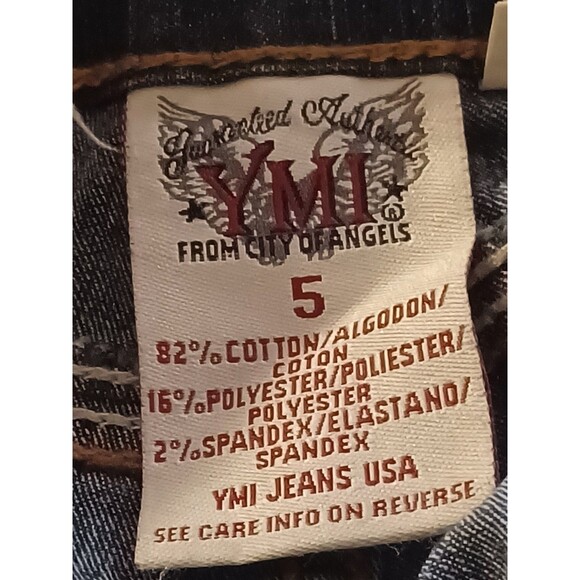 Guaranteed Authentic
YMI ®
FROM CITY OF ANGELS
5
82% COTTON/ALGODON/
COTON
16% POLYESTER/POLIESTER/
POLYESTER
2% SPANDEX/ELASTANO/
SPANDEX
YMI JEANS USA
SEE CARE INFO ON REVERSE